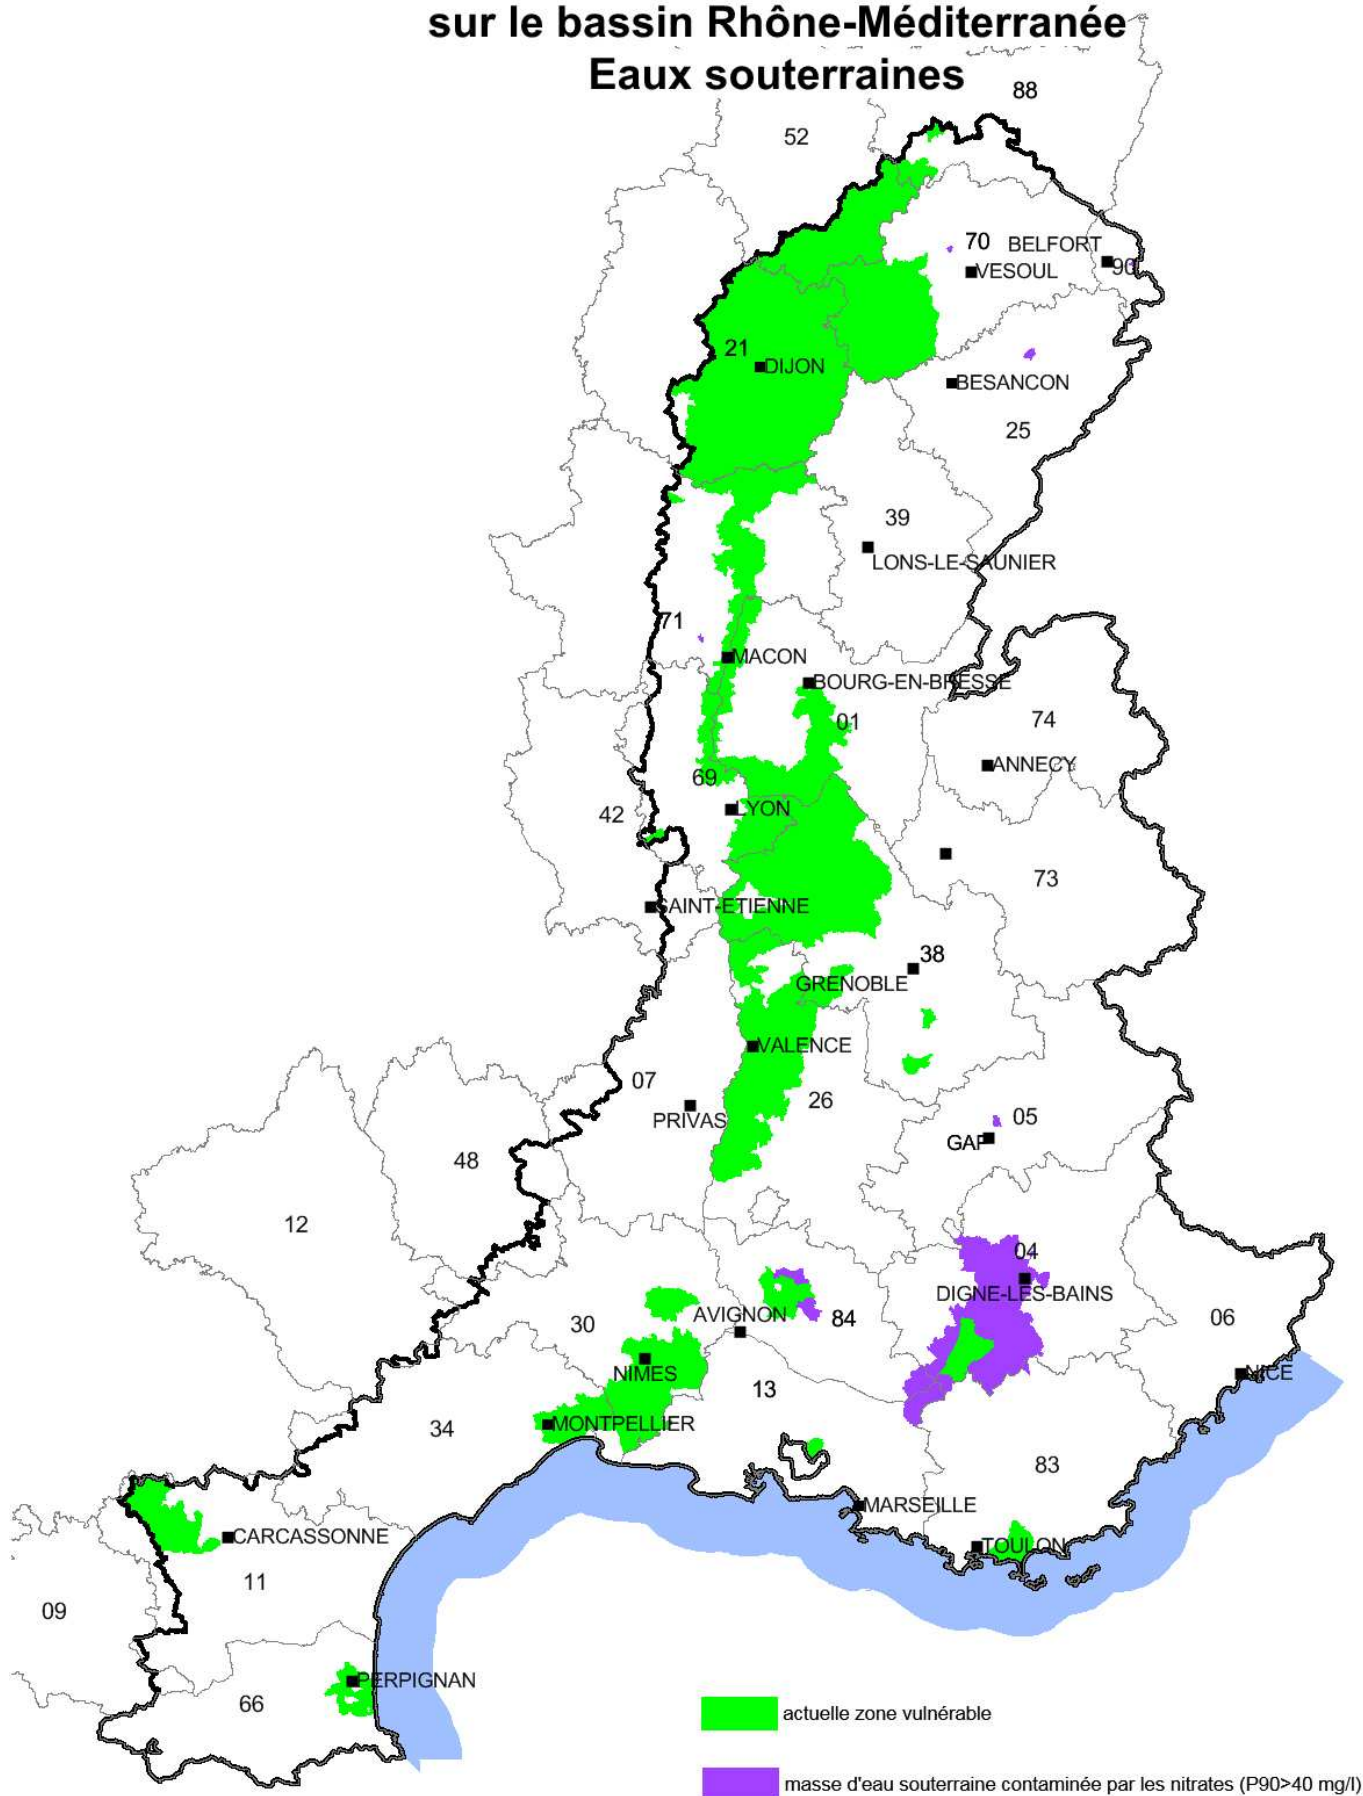 sur le bassin Rhône-Méditerranée
Eaux souterraines
88
52
70
BELFORT
90
VESOUL
21
DIJON
BESANCON
25
39
LONS-LE-SAUNIER
71
MACON
BOURG-EN-BRESSE
01
74
ANNECY
69
LYON
42
73
SAINT-ETIENNE
38
GRENOBLE
VALENCE
07
26
PRIVAS
05
GAP
48
12
04
DIGNE-LES-BAINS
AVIGNON
84
30
06
NIMES
13
NICE
MONTPELLIER
34
83
MARSEILLE
CARCASSONNE
TOULON
11
09
PERPIGNAN
66
actuelle zone vulnérable
masse d'eau souterraine contaminée par les nitrates (P90>40 mg/l)